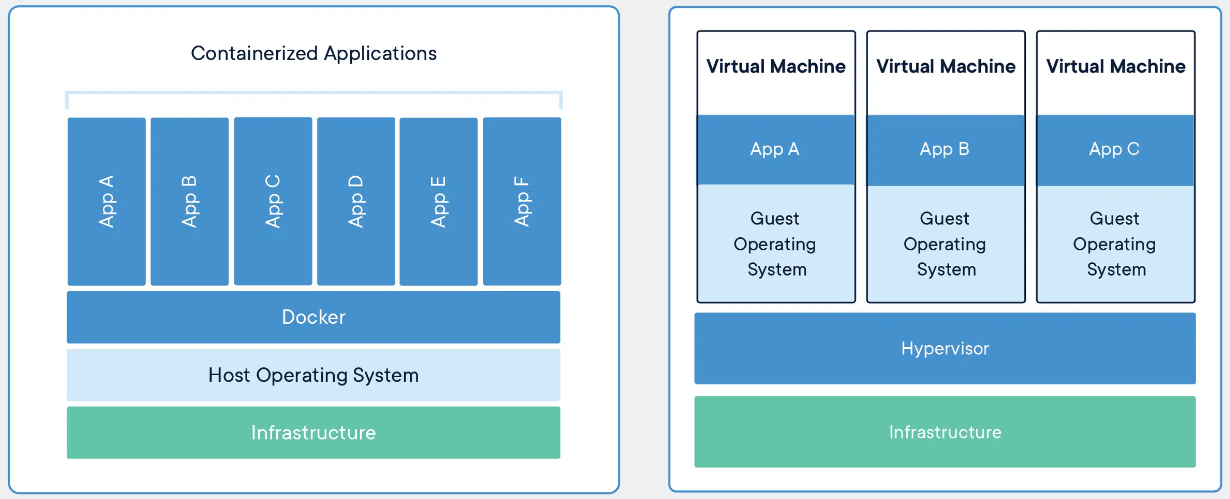 Containerized Applications
App A
App B
App C
App D
App E
App F
Docker
Host Operating System
Infrastructure
Virtual Machine
App A
Guest
Operating
System
Virtual Machine
App B
Guest
Operating
System
Virtual Machine
App C
Guest
Operating
System
Hypervisor
Infrastructure